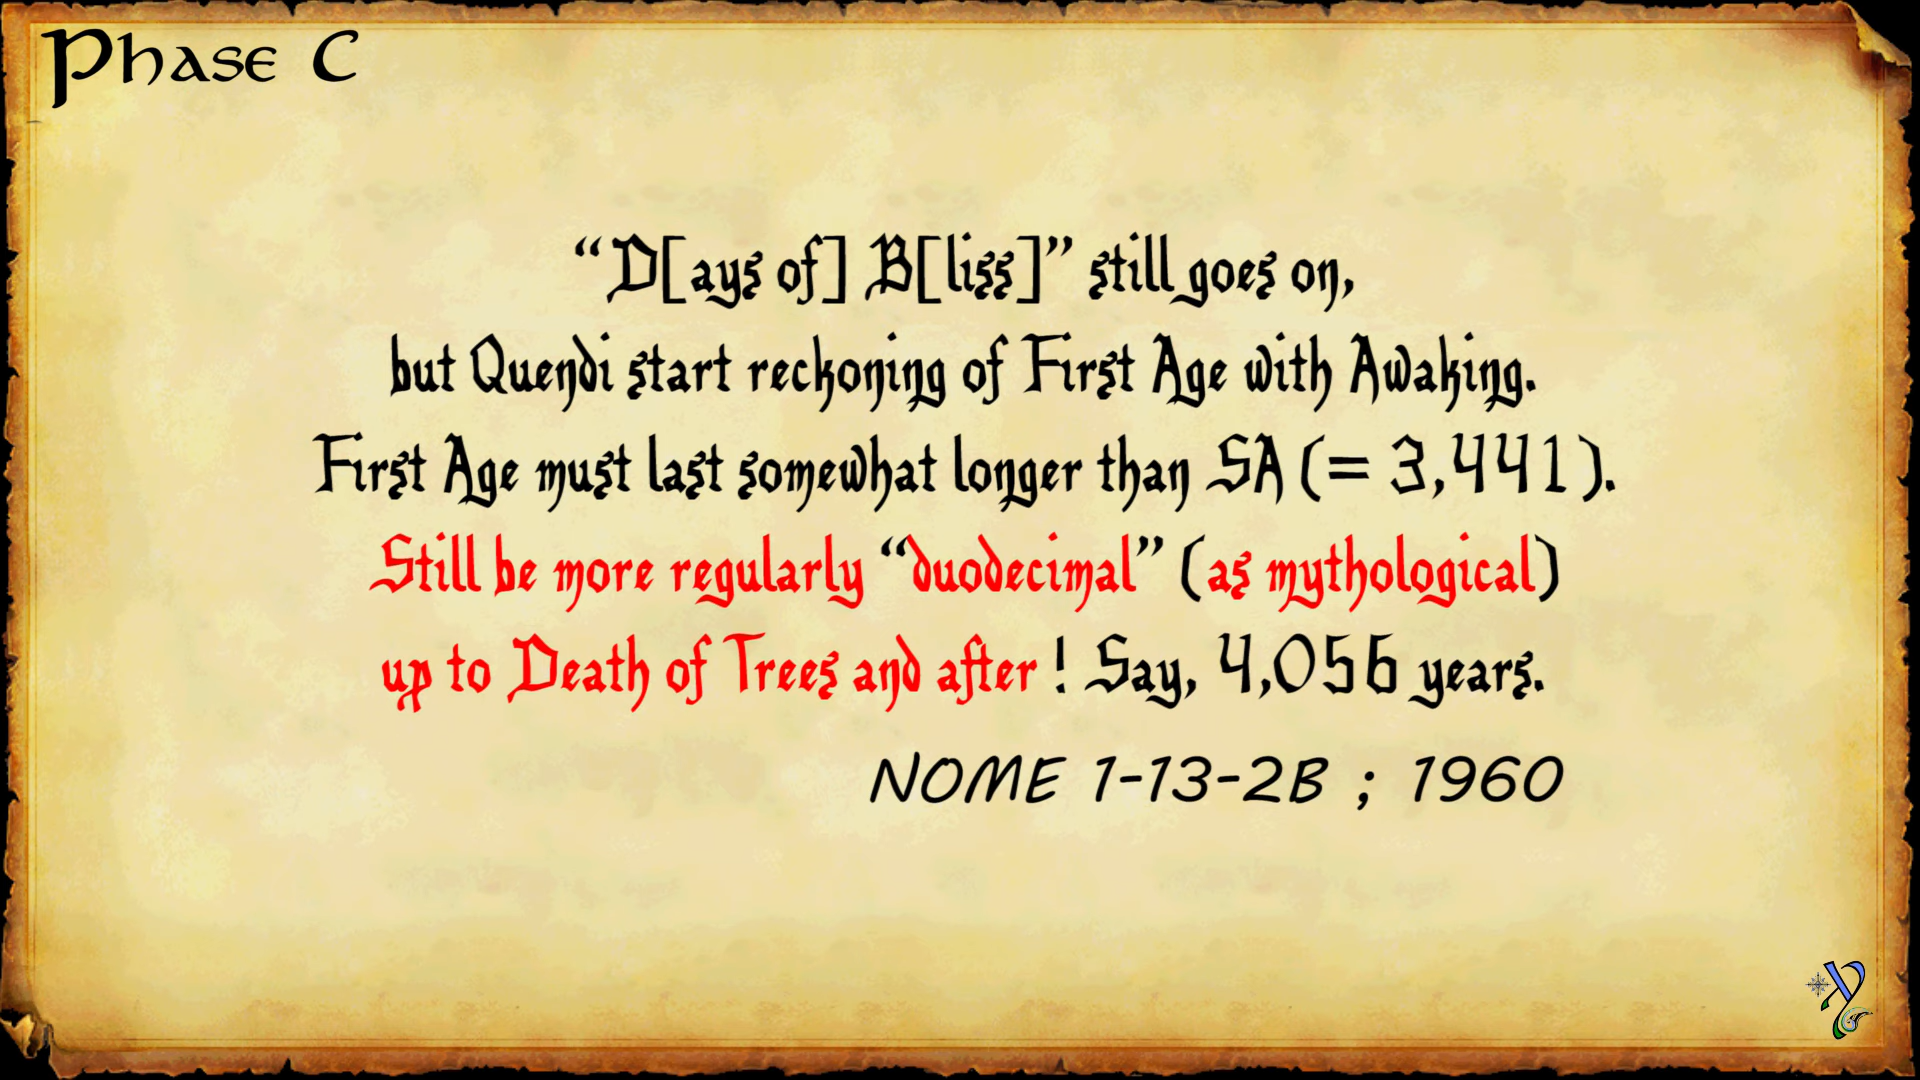 Phase C
“D[ays of] B[liss]” still goes on,
but Quendi start reckoning of First Age with Awaking.
First Age must last somewhat longer than SA (= 3,441).
Still be more regularly “duodecimal” (as mythological)
up to Death of Trees and after ! Say, 4,056 years.
NOME 1-13-2B ; 1960